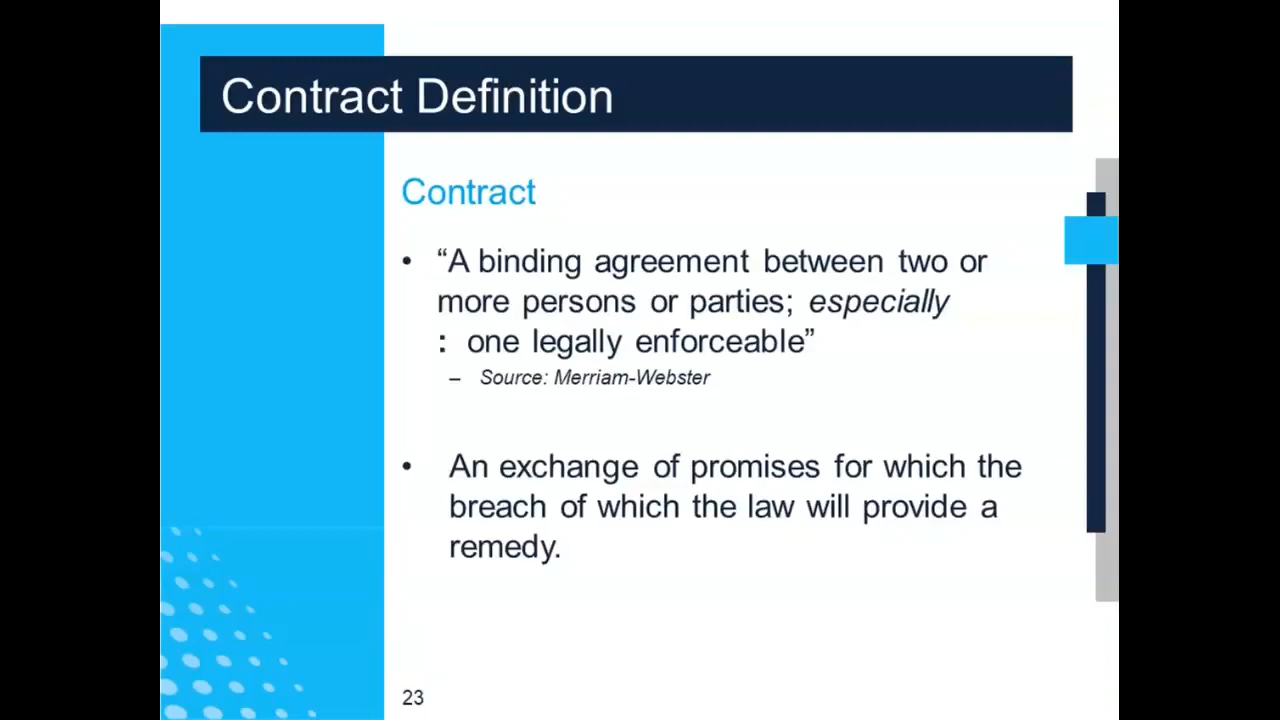 Contract Definition
Contract
• “A binding agreement between two or
more persons or parties; especially
: one legally enforceable”
– Source: Merriam-Webster
• An exchange of promises for which the
breach of which the law will provide a
remedy.
23